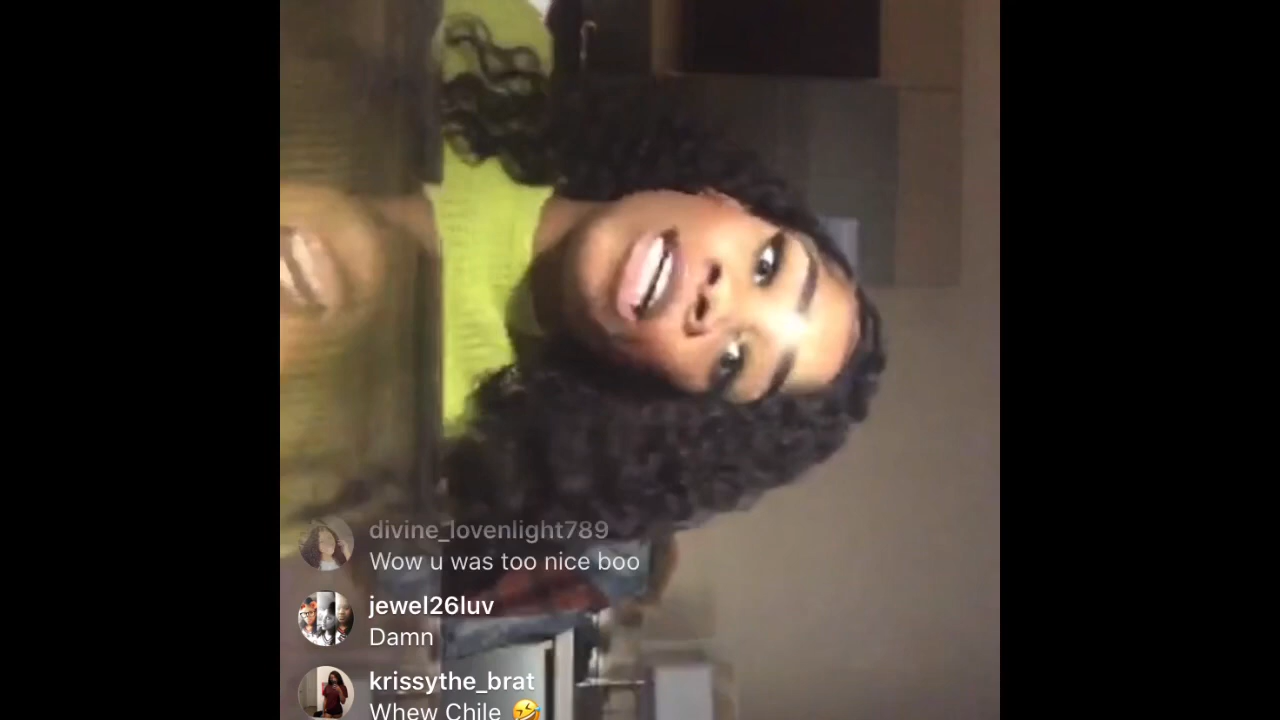 divine_lovenlight789
Wow u was too nice boo
jewel26luv
Damn
krissythe_brat
Whew Chile 🤣